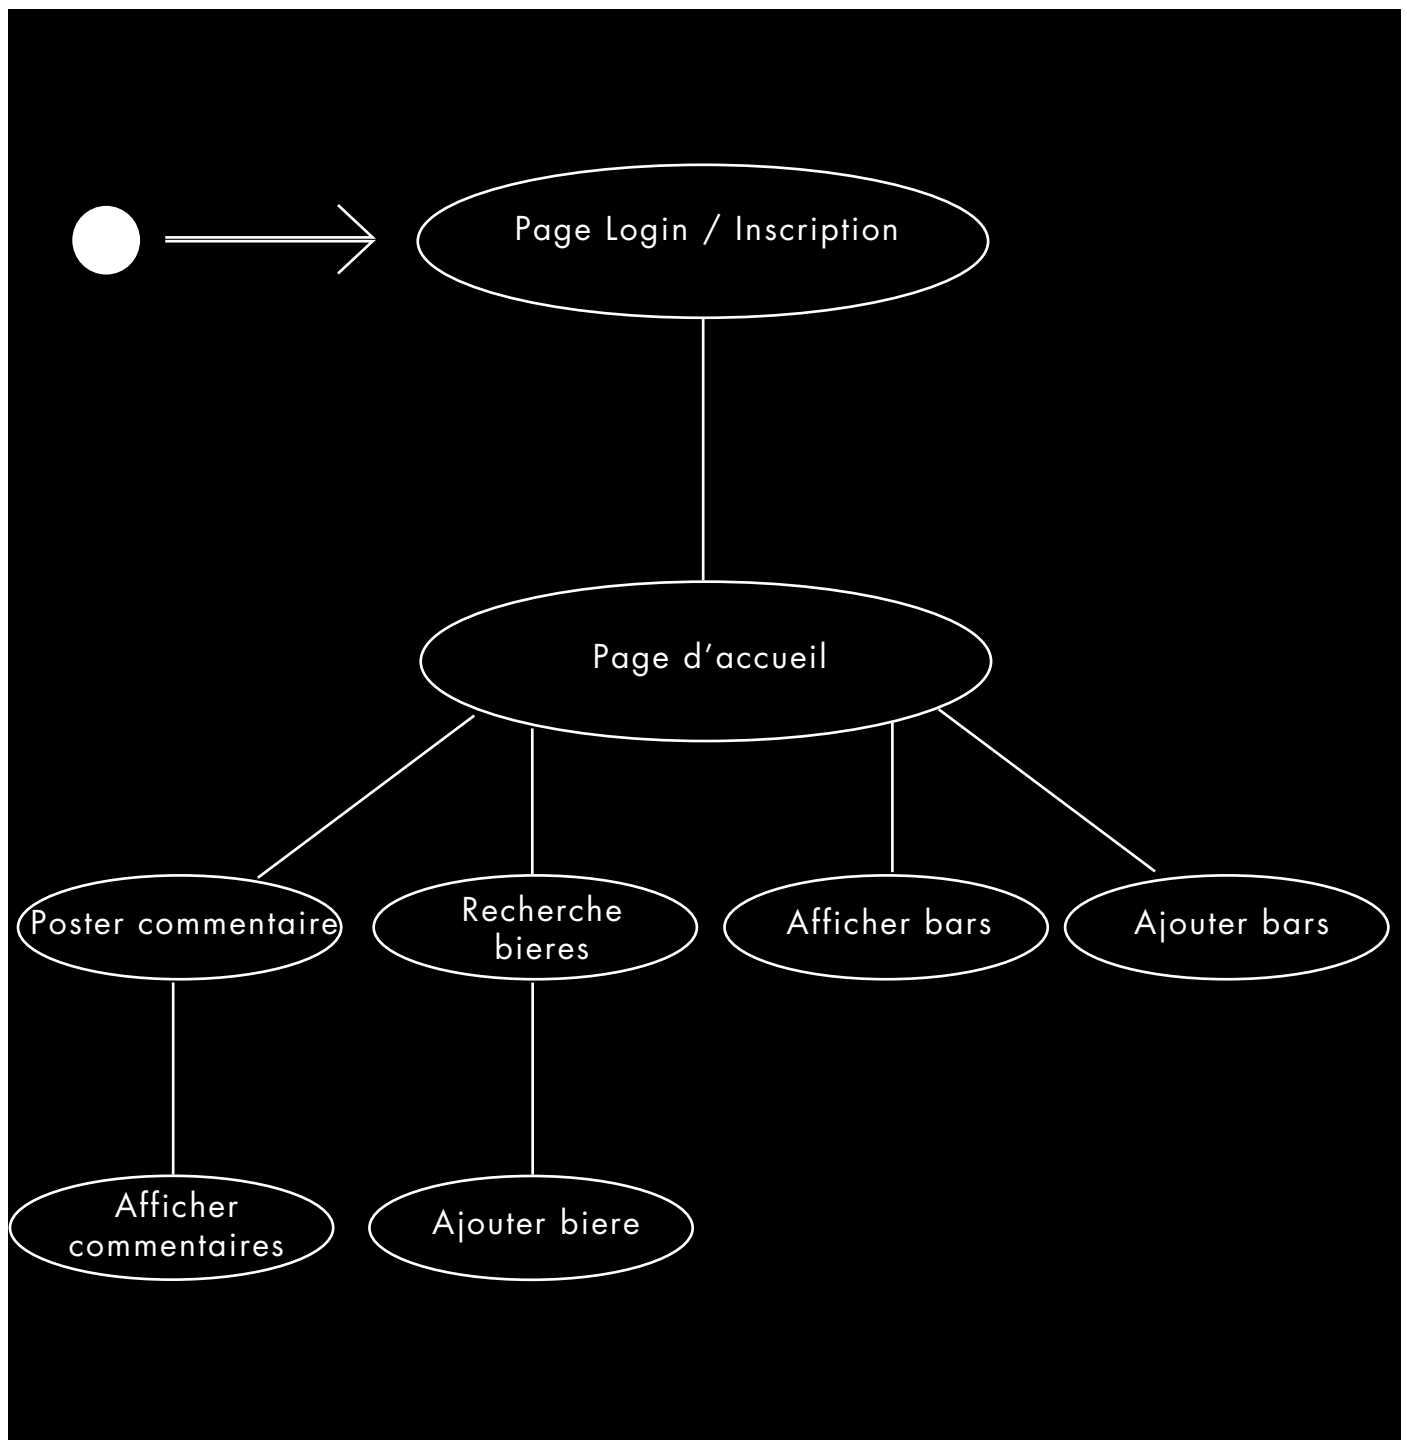 Page Login / Inscription
Page d’accueil
Poster commentaire
Recherche
bieres
Afficher bars
Ajouter bars
Afficher
commentaires
Ajouter biere